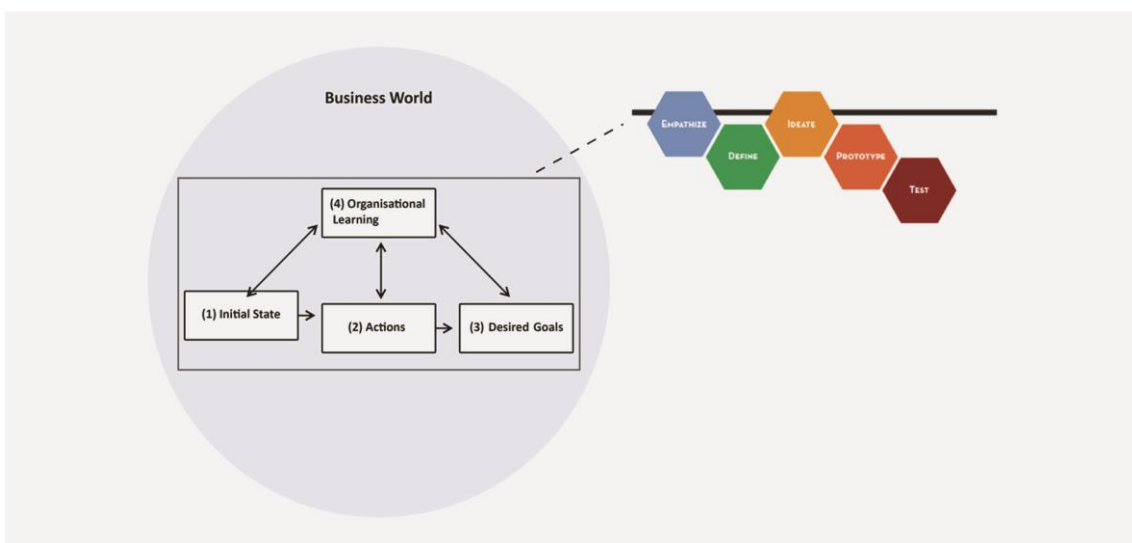 Business World
EMPATHIZE
IDEATE
DEFINE
PROTOTYPE
TEST
(4) Organisational
Learning
(1) Initial State
(2) Actions
(3) Desired Goals